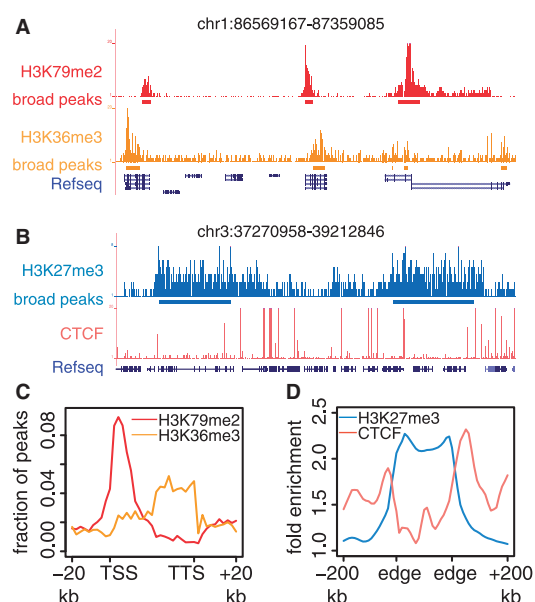 A
chr1:86569167-87359085
H3K79me2
broad peaks
H3K36me3
broad peaks
Refseq
B
chr3:37270958-39212846
H3K27me3
broad peaks
CTCF
Refseq
C
H3K79me2
H3K36me3
fraction of peaks
0.00 0.04 0.08
−20 kb TSS TTS +20 kb
D
H3K27me3
CTCF
fold enrichment
1.0 1.5 2.0 2.5
−200 kb edge edge +200 kb